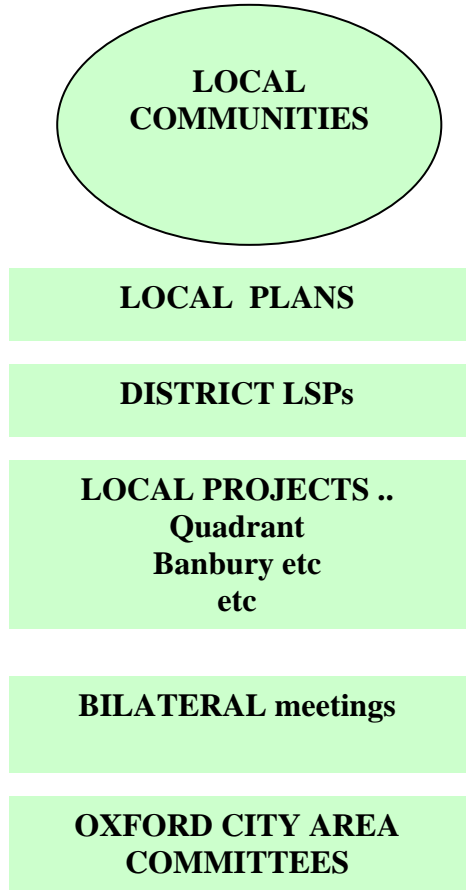 LOCAL
COMMUNITIES
LOCAL PLANS
DISTRICT LSPs
LOCAL PROJECTS ..
Quadrant
Banbury etc
etc
BILATERAL meetings
OXFORD CITY AREA
COMMITTEES